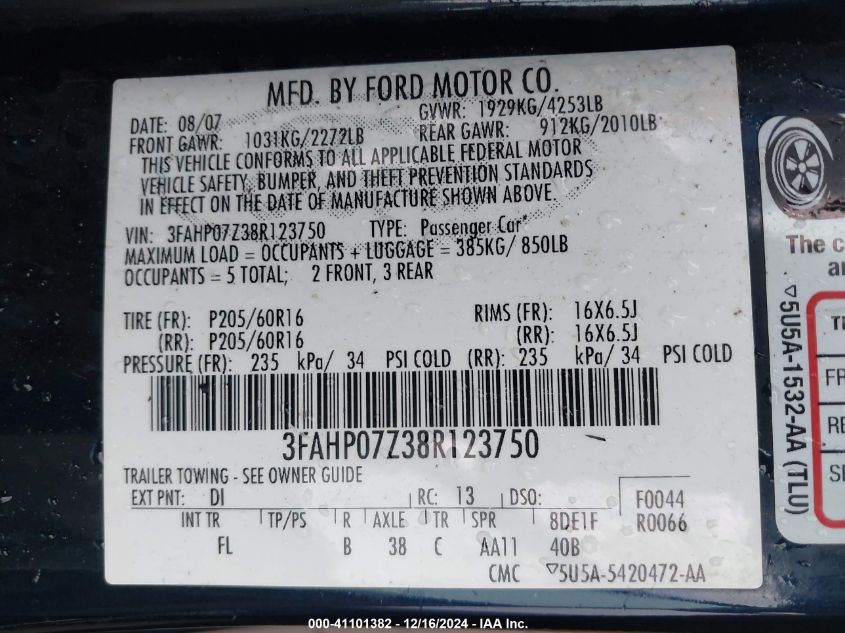 MFD. BY FORD MOTOR CO.
DATE: 08/07 GVWR: 1929KG/4253LB
FRONT GAWR: 1031KG/2272LB REAR GAWR: 912KG/2010LB
THIS VEHICLE CONFORMS TO ALL APPLICABLE FEDERAL MOTOR
VEHICLE SAFETY, BUMPER, AND THEFT PREVENTION STANDARDS
IN EFFECT ON THE DATE OF MANUFACTURE SHOWN ABOVE.
VIN: 3FAHP07Z38R123750 TYPE: Passenger Car
MAXIMUM LOAD = OCCUPANTS + LUGGAGE = 385KG/ 850LB
OCCUPANTS = 5 TOTAL; 2 FRONT, 3 REAR
TIRE (FR): P205/60R16 RIMS (FR): 16X6.5J
(RR): P205/60R16 (RR): 16X6.5J
PRESSURE (FR): 235 kPa/ 34 PSI COLD (RR): 235 kPa/ 34 PSI COLD
3FAHP07Z38R123750
TRAILER TOWING - SEE OWNER GUIDE
EXT PNT: DI RC: 13 DSO: F0044
INT TR TP/PS R AXLE TR SPR 8DE1F R0066
FL B 38 C AA11 40B
CMC ▽5U5A-5420472-AA
The c
a
▽5U5A-1532-AA (TLU)
TI
FR
RE
SP
000-41101382 - 12/16/2024 - IAA Inc.